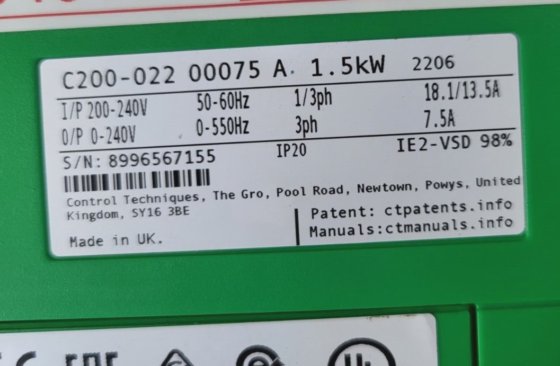 C200-022 00075 A 1.5kW 2206
I/P 200-240V 50-60Hz 1/3ph 18.1/13.5A
O/P 0-240V 0-550Hz 3ph 7.5A
S/N: 8996567155 IP20 IE2-VSD 98%
Control Techniques, The Gro, Pool Road, Newtown, Powys, United
Kingdom, SY16 3BE
Patent: ctpatents.info
Made in UK.
Manuals:ctmanuals.info